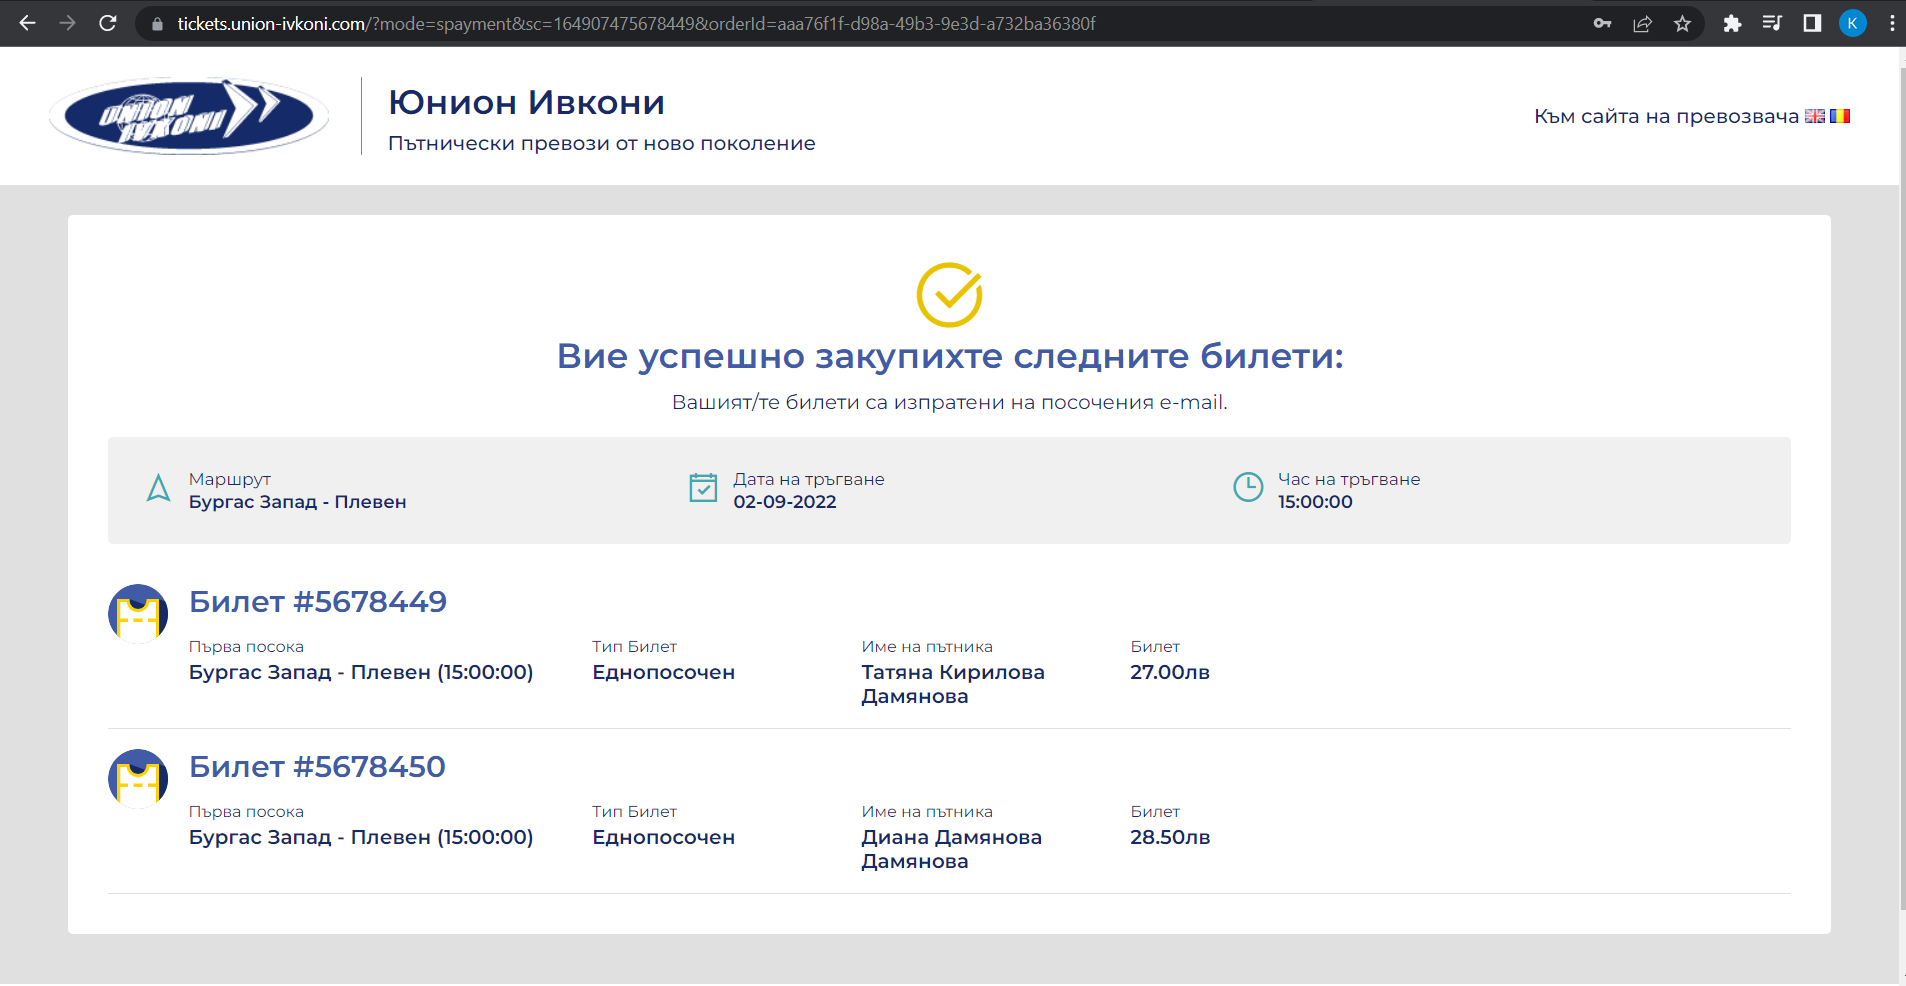 tickets.union-ivkoni.com/?mode=spayment&sc=164907475678449&orderId=aaa76f1f-d98a-49b3-9e3d-a732ba36380f
K
UNION
IVKONI
Юнион Ивкони
Пътнически превози от ново поколение
Към сайта на превозвача
Вие успешно закупихте следните билети:
Вашият/те билети са изпратени на посочения e-mail.
Маршрут
Бургас Запад - Плевен
Дата на тръгване
02-09-2022
Час на тръгване
15:00:00
Билет #5678449
Първа посока
Бургас Запад - Плевен (15:00:00)
Тип Билет
Еднопосочен
Име на пътника
Татяна Кирилова
Дамянова
Билет
27.00лв
Билет #5678450
Първа посока
Бургас Запад - Плевен (15:00:00)
Тип Билет
Еднопосочен
Име на пътника
Диана Дамянова
Дамянова
Билет
28.50лв